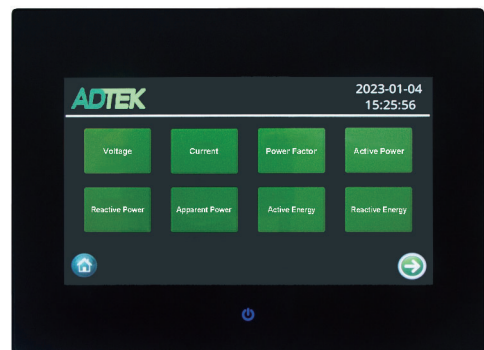 ADTEK
2023-01-04
15:25:56
Voltage
Current
Power Factor
Active Power
Reactive Power
Apparent Power
Active Energy
Reactive Energy